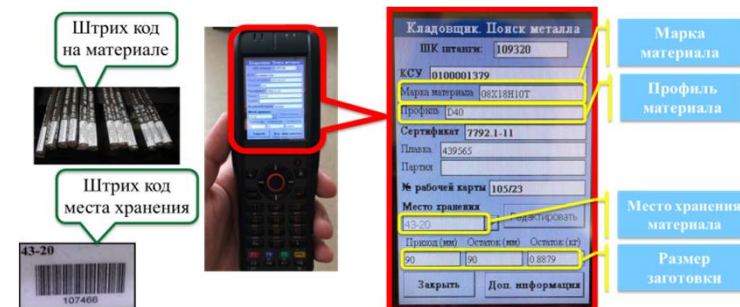 Штрих код
на материале
Штрих код
места хранения
43-20
107466
Кладовщик. Поиск металла
ШК штанги: 109320
КСУ 0100001379
Марка материала 08Х18Н10Т
Профиль D40
Сертификат 7792.1-11
Плавка 439565
Партия
№ рабочей карты 105/23
Место хранения
43-20
Редактировать
Приход (мм) Остаток (мм) Остаток (кг)
90 90 0.8879
Закрыть Доп. информация
Марка
материала
Профиль
материала
Место хранения
материала
Размер
заготовки